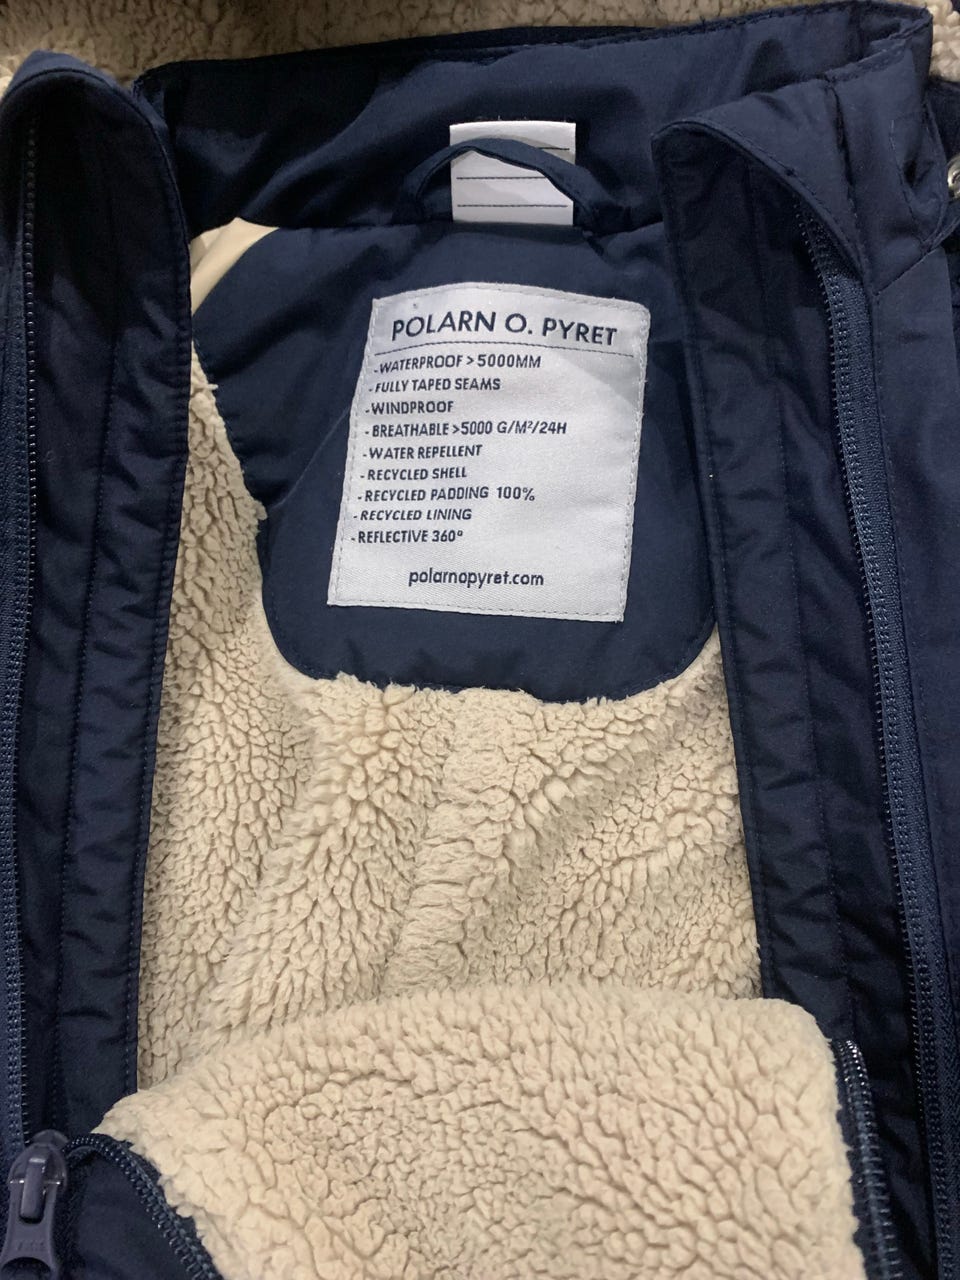 POLARN O. PYRET
- WATERPROOF > 5000MM
- FULLY TAPED SEAMS
- WINDPROOF
- BREATHABLE >5000 G/M²/24H
- WATER REPELLENT
- RECYCLED SHELL
- RECYCLED PADDING 100%
- RECYCLED LINING
- REFLECTIVE 360°
polarnopyret.com